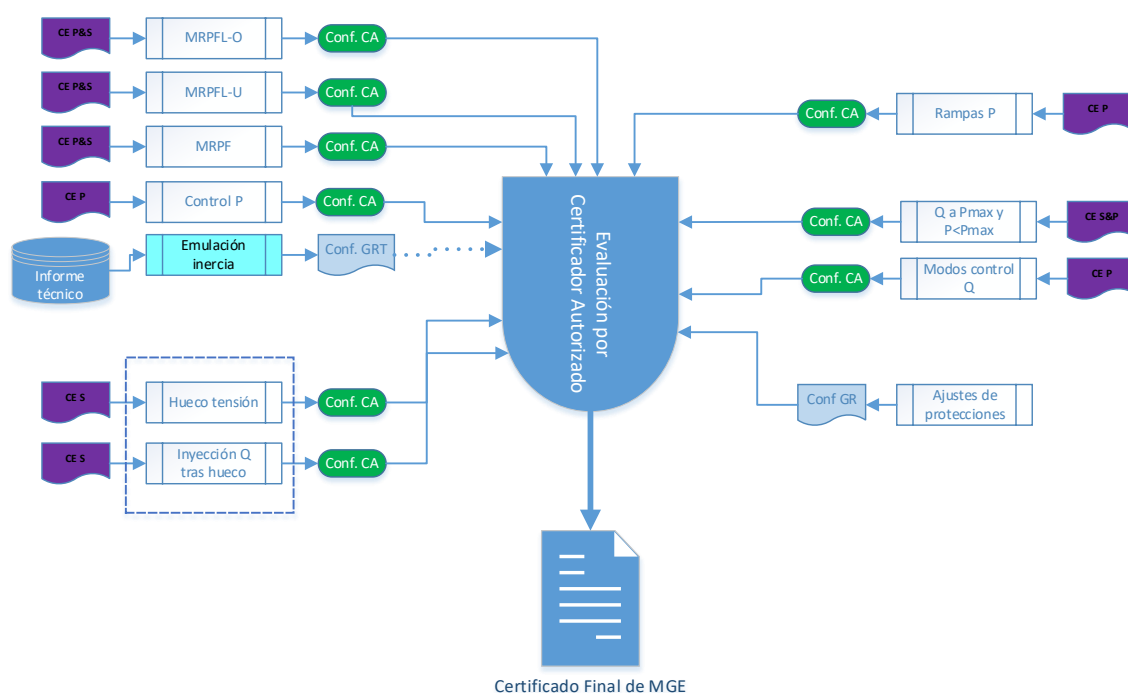 CE P&S
MRPFL-O
Conf. CA
CE P&S
MRPFL-U
Conf. CA
CE P&S
MRPF
Conf. CA
CE P
Control P
Conf. CA
Informe
técnico
Emulación
inercia
Conf. GRT
CE S
Hueco tensión
Conf. CA
CE S
Inyección Q
tras hueco
Conf. CA
Evaluación por
Certificador Autorizado
Conf. CA
Rampas P
CE P
Conf. CA
Q a Pmax y
P<Pmax
CE S&P
Conf. CA
Modos control
Q
CE P
Conf GR
Ajustes de
protecciones
Certificado Final de MGE